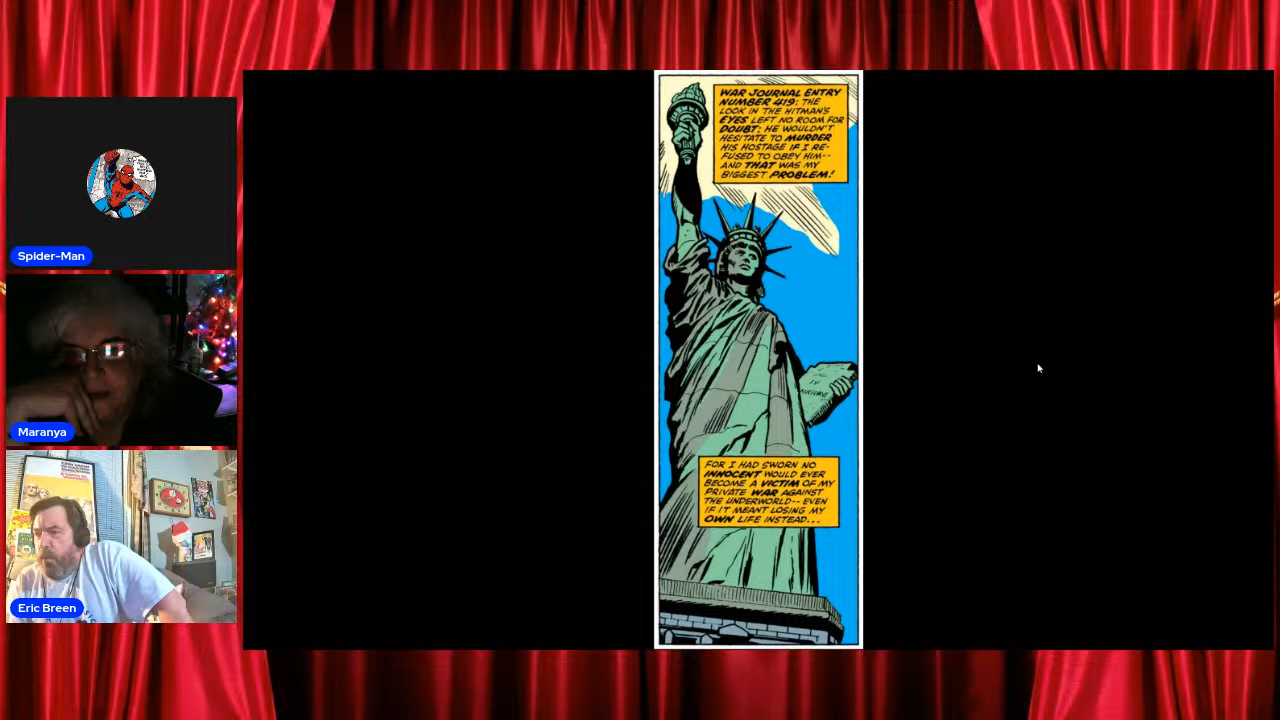 WAR JOURNAL ENTRY
NUMBER 419: THE
LOOK IN THE HITMAN'S
EYES LEFT NO ROOM FOR
DOUBT; HE WOULDN'T
HESITATE TO MURDER
HIS HOSTAGE IF I RE-
FUSED TO OBEY HIM--
AND THAT WAS MY
BIGGEST PROBLEM!
FOR I HAD SWORN NO
INNOCENT WOULD EVER
BECOME A VICTIM OF MY
PRIVATE WAR AGAINST
THE UNDERWORLD-- EVEN
IF IT MEANT LOSING MY
OWN LIFE INSTEAD...
Spider-Man
Maranya
Eric Breen